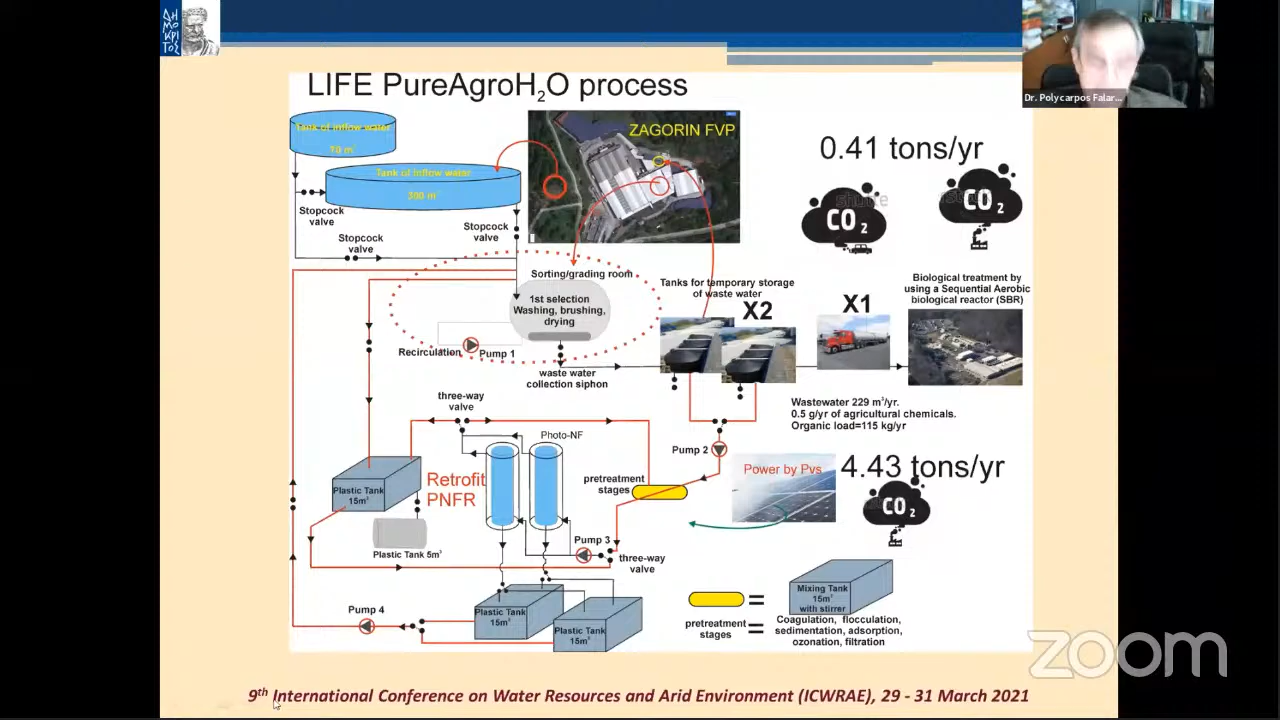 ΔΗ
ΜΟ
ΚΡΙ
ΤΟΣ
LIFE PureAgroH₂O process
Dr. Polycarpos Falar...
Tank of inflow water
10 m³
Tank of inflow water
300 m³
ZAGORIN FVP
0.41 tons/yr
CO₂
CO₂
Stopcock
valve
Stopcock
valve
Stopcock
valve
Sorting/grading room
1st selection
Washing, brushing,
drying
Recirculation
Pump 1
waste water
collection siphon
Tanks for temporary storage
of waste water
X2
X1
Biological treatment by
using a Sequential Aerobic
biological reactor (SBR)
Wastewater 229 m³/yr.
0.5 g/yr of agricultural chemicals.
Organic load=115 kg/yr
three-way
valve
Photo-NF
Pump 2
Retrofit
PNFR
pretreatment
stages
Power by Pvs
4.43 tons/yr
CO₂
Plastic Tank
15m³
Plastic Tank 5m³
Pump 3
three-way
valve
Pump 4
Plastic Tank
15m³
Plastic Tank
15m³
=
Mixing Tank
15m³
with stirrer
pretreatment
stages
=
Coagulation, flocculation,
sedimentation, adsorption,
ozonation, filtration
zoom
9th International Conference on Water Resources and Arid Environment (ICWRAE), 29 - 31 March 2021